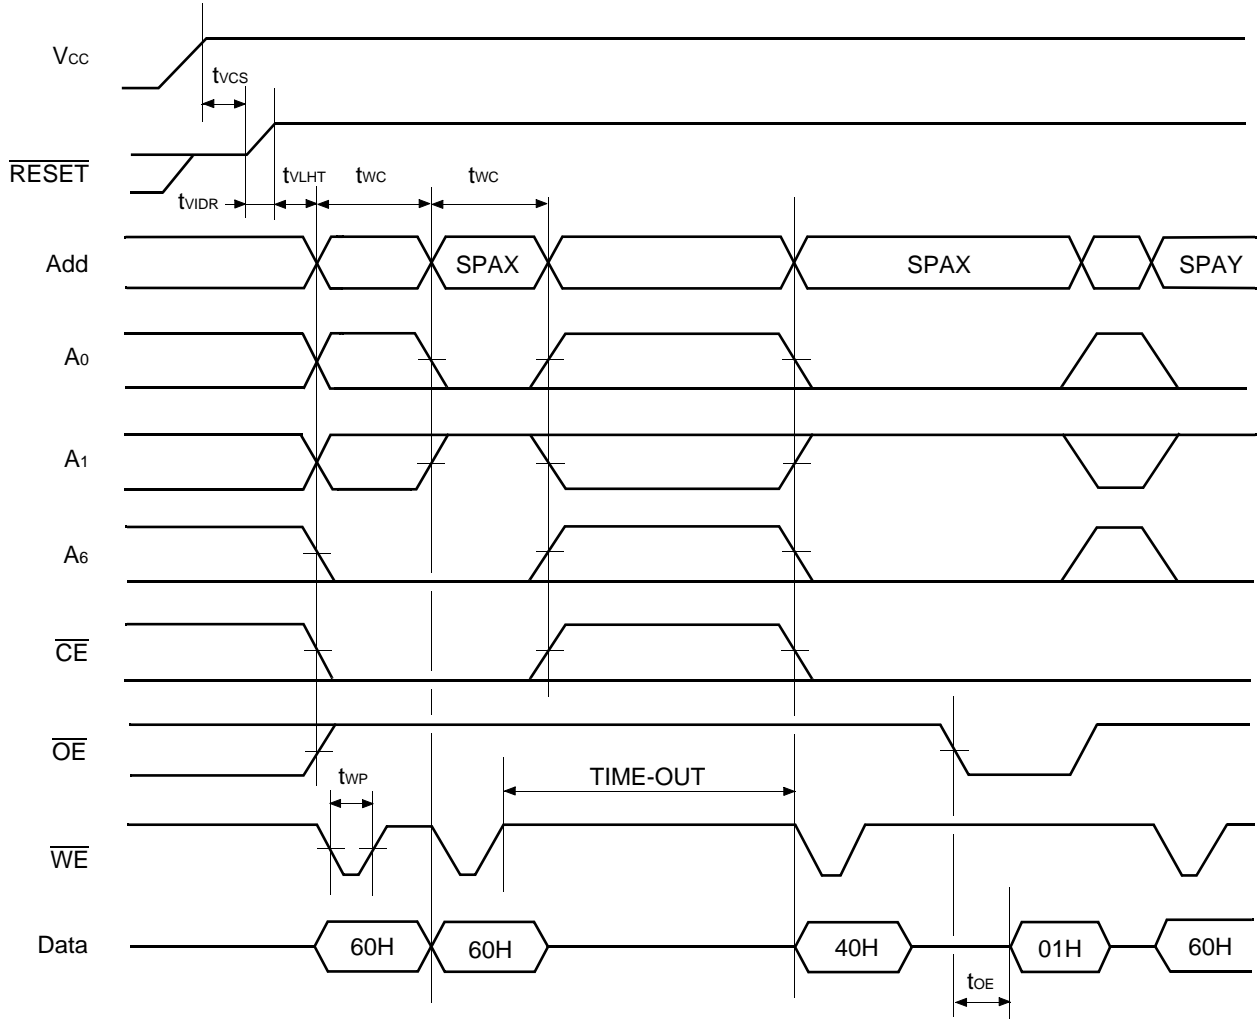 VCC
tVCS
RESET
tVIDR
tVLHT
tWC
tWC
Add
SPAX
SPAX
SPAY
A0
A1
A6
CE
OE
tWP
TIME-OUT
WE
Data
60H
60H
40H
01H
60H
tOE